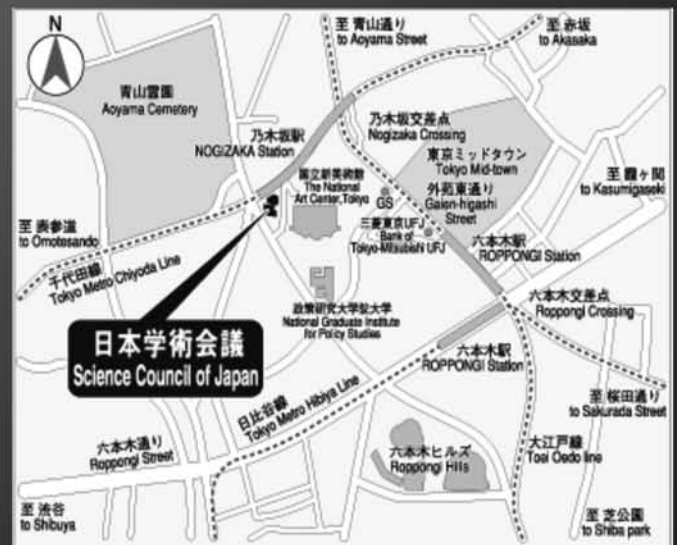 N
青山霊園
Aoyama Cemetery
至 青山通り
to Aoyama Street
至 赤坂
to Akasaka
乃木坂駅
NOGIZAKA Station
乃木坂交差点
Nogizaka Crossing
東京ミッドタウン
Tokyo Mid-town
国立新美術館
The National
Art Center,Tokyo
GS
外苑東通り
Gaien-higashi
Street
至 霞ヶ関
to Kasumigaseki
至 表参道
to Omotesando
三菱東京UFJ
Bank of
Tokyo-Mitsubishi UFJ
六本木駅
ROPPONGI Station
千代田線
Tokyo Metro Chiyoda Line
六本木交差点
Roppongi Crossing
政策研究大学院大学
National Graduate Institute
for Policy Studies
日本学術会議
Science Council of Japan
六本木駅
ROPPONGI Station
日比谷線
Tokyo Metro Hibiya Line
至 桜田通り
to Sakurada Street
六本木通り
Roppongi Street
六本木ヒルズ
Roppongi Hills
大江戸線
Toei Oedo line
至 渋谷
to Shibuya
至 芝公園
to Shiba park